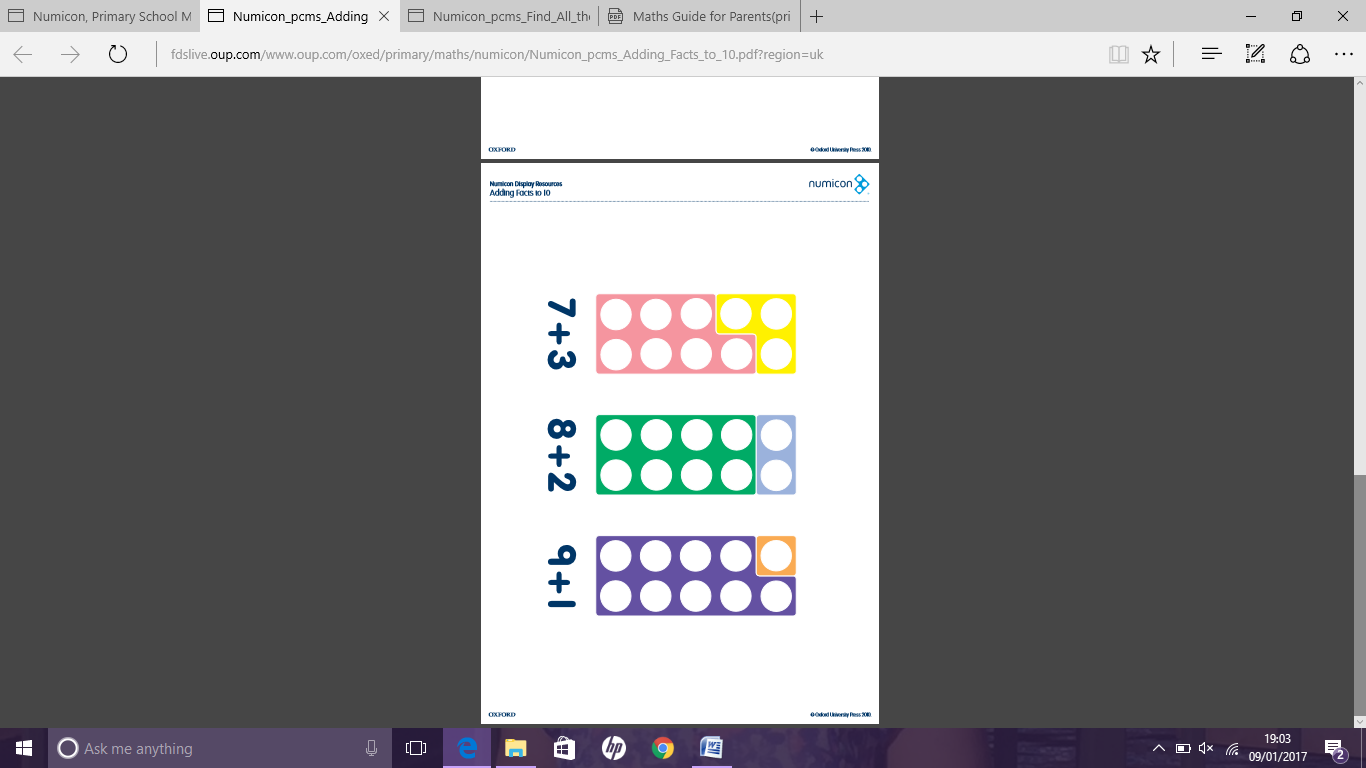 Numicon, Primary School M
Numicon_pcms_Adding
Numicon_pcms_Find_All_the
PDF
Maths Guide for Parents(pri
fdslive.oup.com/www.oup.com/oxed/primary/maths/numicon/Numicon_pcms_Adding_Facts_to_10.pdf?region=uk
OXFORD
© Oxford University Press 2010.
Numicon Display Resources
Adding Facts to 10
numicon
7+3
8+2
9+1
OXFORD
© Oxford University Press 2010.
Ask me anything
hp
W
19:03
09/01/2017
2